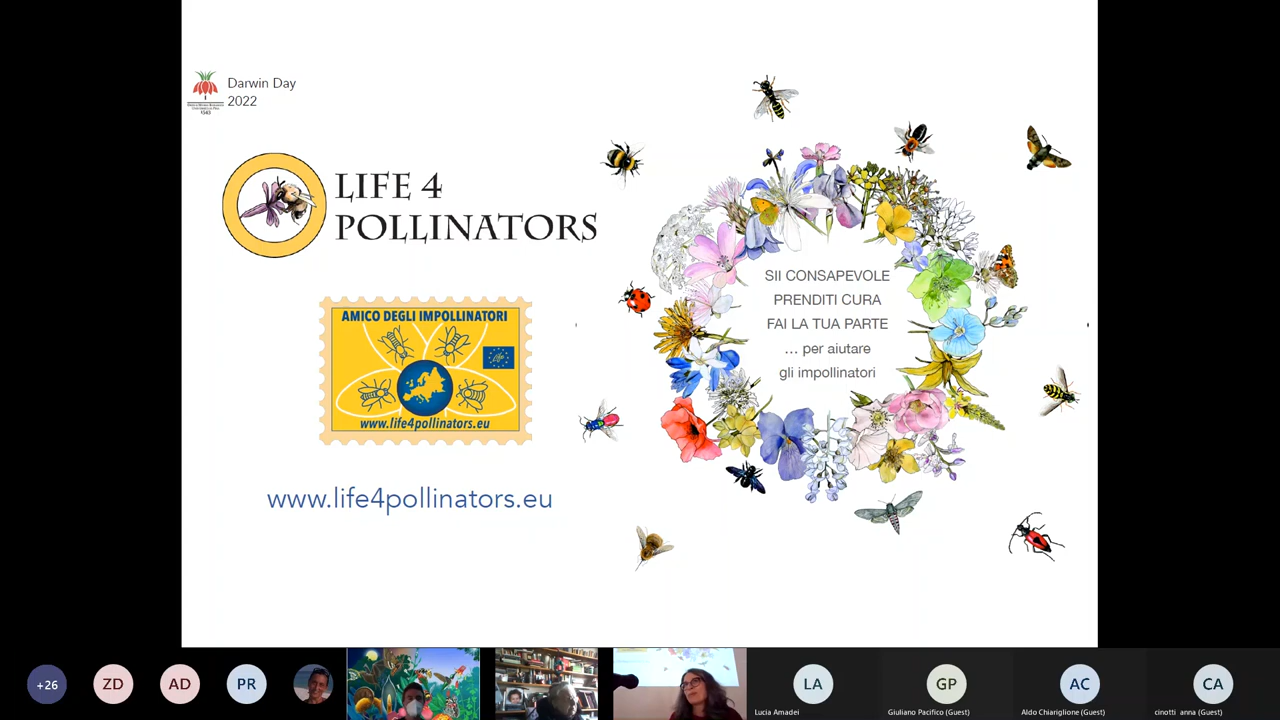 Darwin Day
2022
1543
LIFE 4
POLLINATORS
AMICO DEGLI IMPOLLINATORI
www.life4pollinators.eu
www.life4pollinators.eu
SII CONSAPEVOLE
PRENDITI CURA
FAI LA TUA PARTE
... per aiutare
gli impollinatori
+26
ZD
AD
PR
LA
Lucia Amadei
GP
Giuliano Pacifico (Guest)
AC
Aldo Chiariglione (Guest)
CA
cinotti anna (Guest)